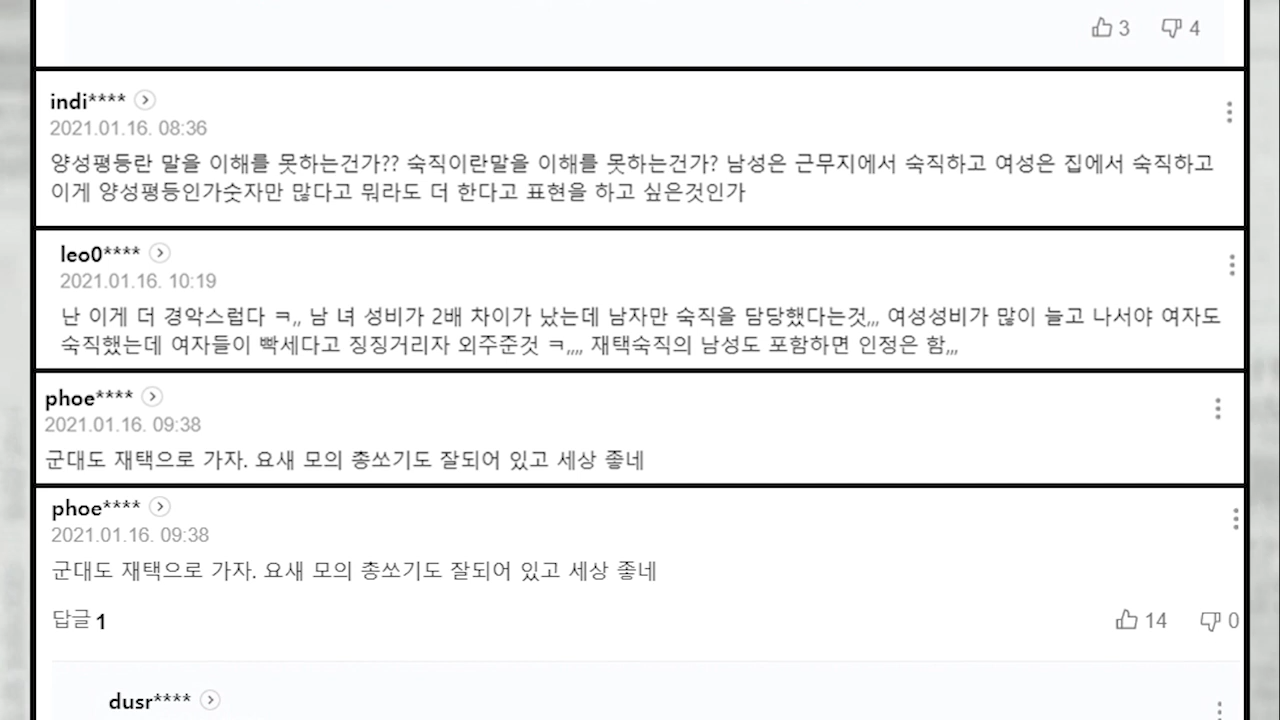 3 4
indi****
2021.01.16. 08:36
양성평등란 말을 이해를 못하는건가?? 숙직이란말을 이해를 못하는건가? 남성은 근무지에서 숙직하고 여성은 집에서 숙직하고
이게 양성평등인가숫자만 많다고 뭐라도 더 한다고 표현을 하고 싶은것인가
leo0****
2021.01.16. 10:19
난 이게 더 경악스럽다 ㅋ,, 남 녀 성비가 2배 차이가 났는데 남자만 숙직을 담당했다는것,,, 여성성비가 많이 늘고 나서야 여자도
숙직했는데 여자들이 빡세다고 징징거리자 외주준것 ㅋ,,,, 재택숙직의 남성도 포함하면 인정은 함,,,
phoe****
2021.01.16. 09:38
군대도 재택으로 가자. 요새 모의 총쏘기도 잘되어 있고 세상 좋네
phoe****
2021.01.16. 09:38
군대도 재택으로 가자. 요새 모의 총쏘기도 잘되어 있고 세상 좋네
답글 1 14 0
dusr****